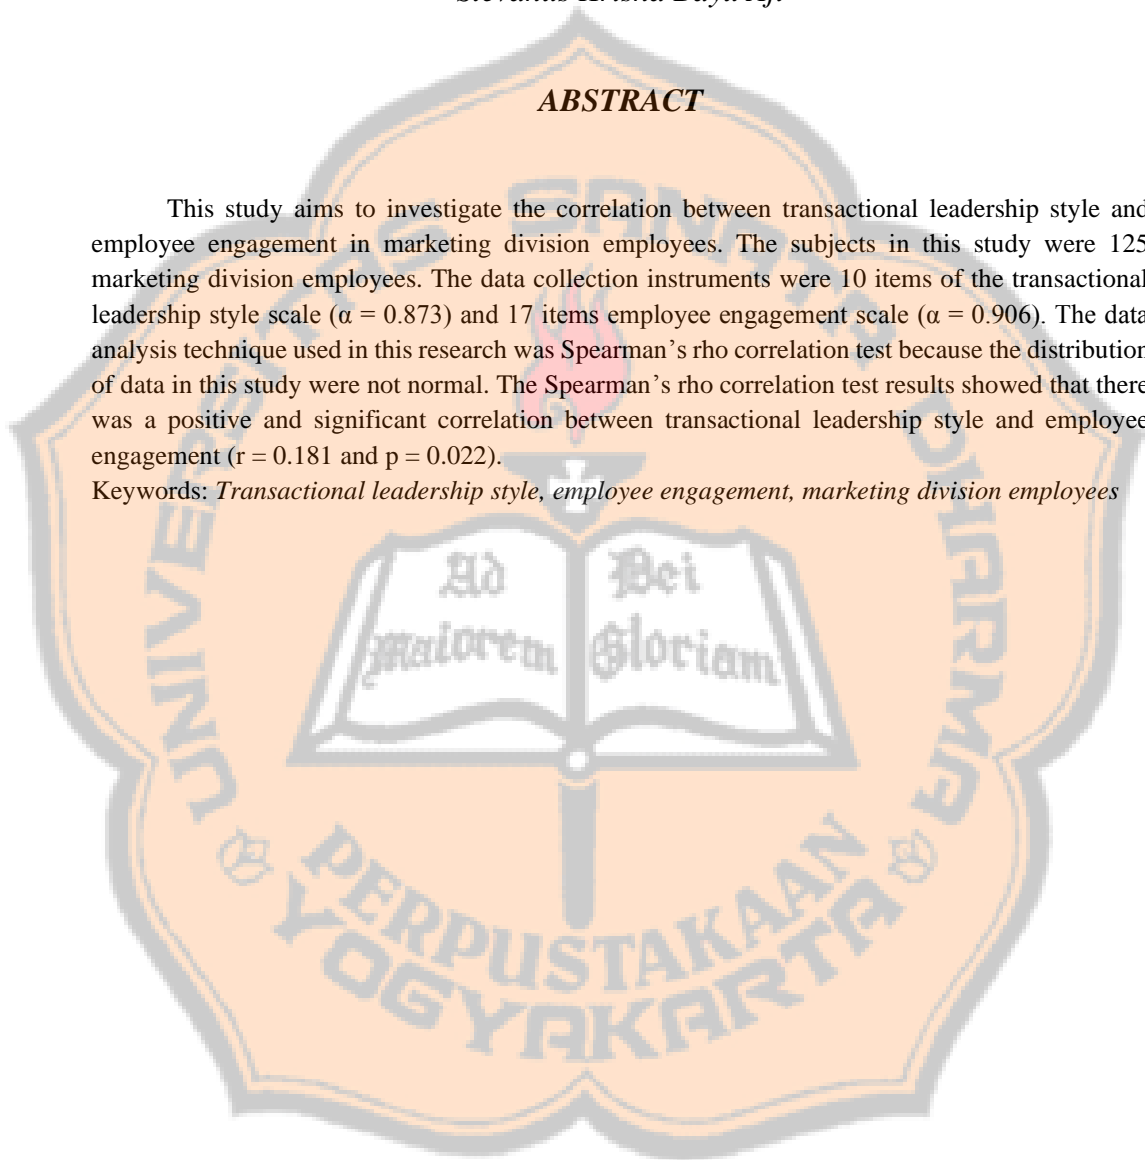 ABSTRACT
This study aims to investigate the correlation between transactional leadership style and
employee engagement in marketing division employees. The subjects in this study were 125
marketing division employees. The data collection instruments were 10 items of the transactional
leadership style scale (α = 0.873) and 17 items employee engagement scale (α = 0.906). The data
analysis technique used in this research was Spearman's rho correlation test because the distribution
of data in this study were not normal. The Spearman's rho correlation test results showed that there
was a positive and significant correlation between transactional leadership style and employee
engagement (r = 0.181 and p = 0.022).
Keywords: Transactional leadership style, employee engagement, marketing division employees
UNIVERSITAS SANATA DHARMA
Ad Dei
maiorem Gloriam
PERPUSTAKAAN
YOGYAKARTA